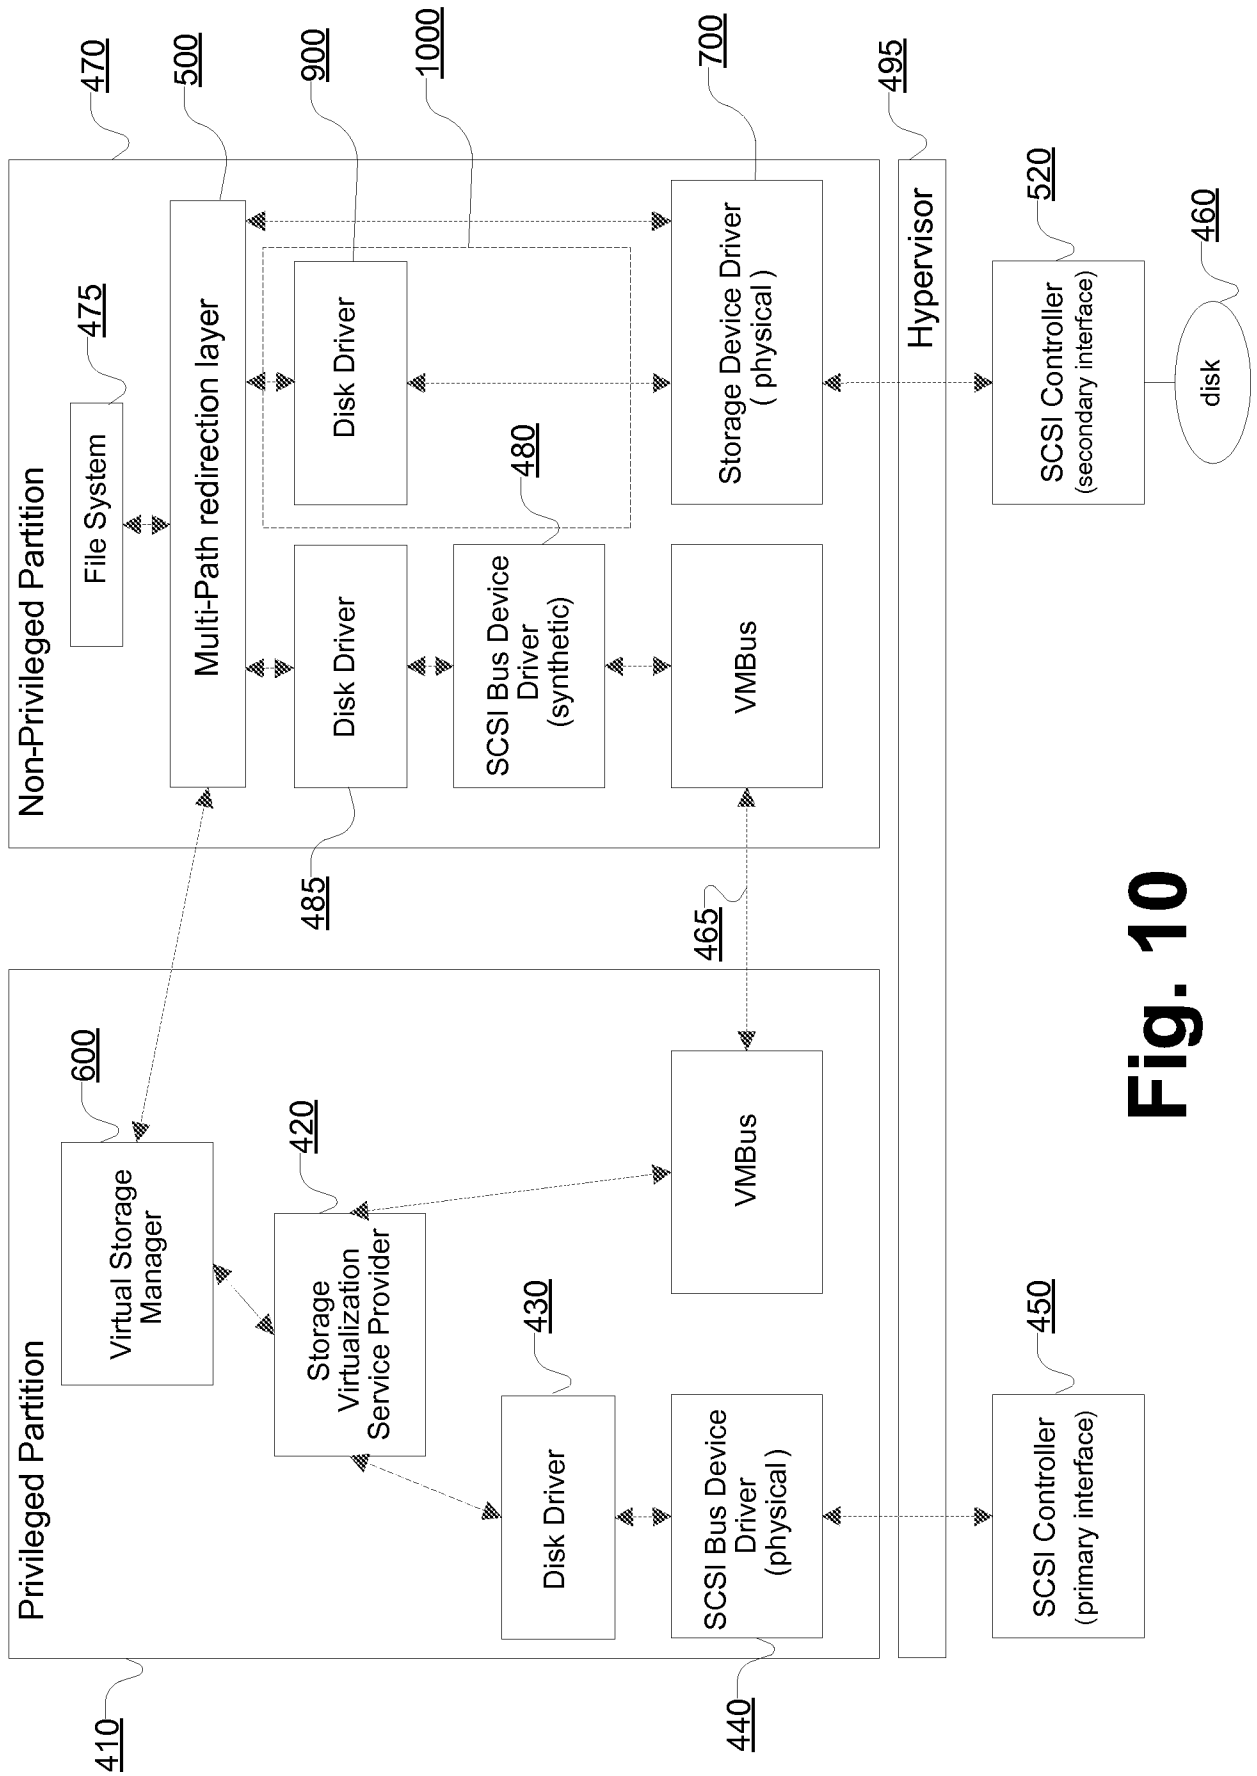 Privileged Partition
410
Virtual Storage
Manager
600
Storage
Virtualization
Service Provider
420
Disk Driver
430
SCSI Bus Device
Driver
(physical)
440
VMBus
465
Non-Privileged Partition
470
File System
475
Multi-Path redirection layer
500
Disk Driver
485
Disk Driver
900
1000
SCSI Bus Device
Driver
(synthetic)
480
VMBus
Storage Device Driver
( physical )
700
Hypervisor
495
SCSI Controller
(primary interface)
450
SCSI Controller
(secondary interface)
520
disk
460
Fig. 10